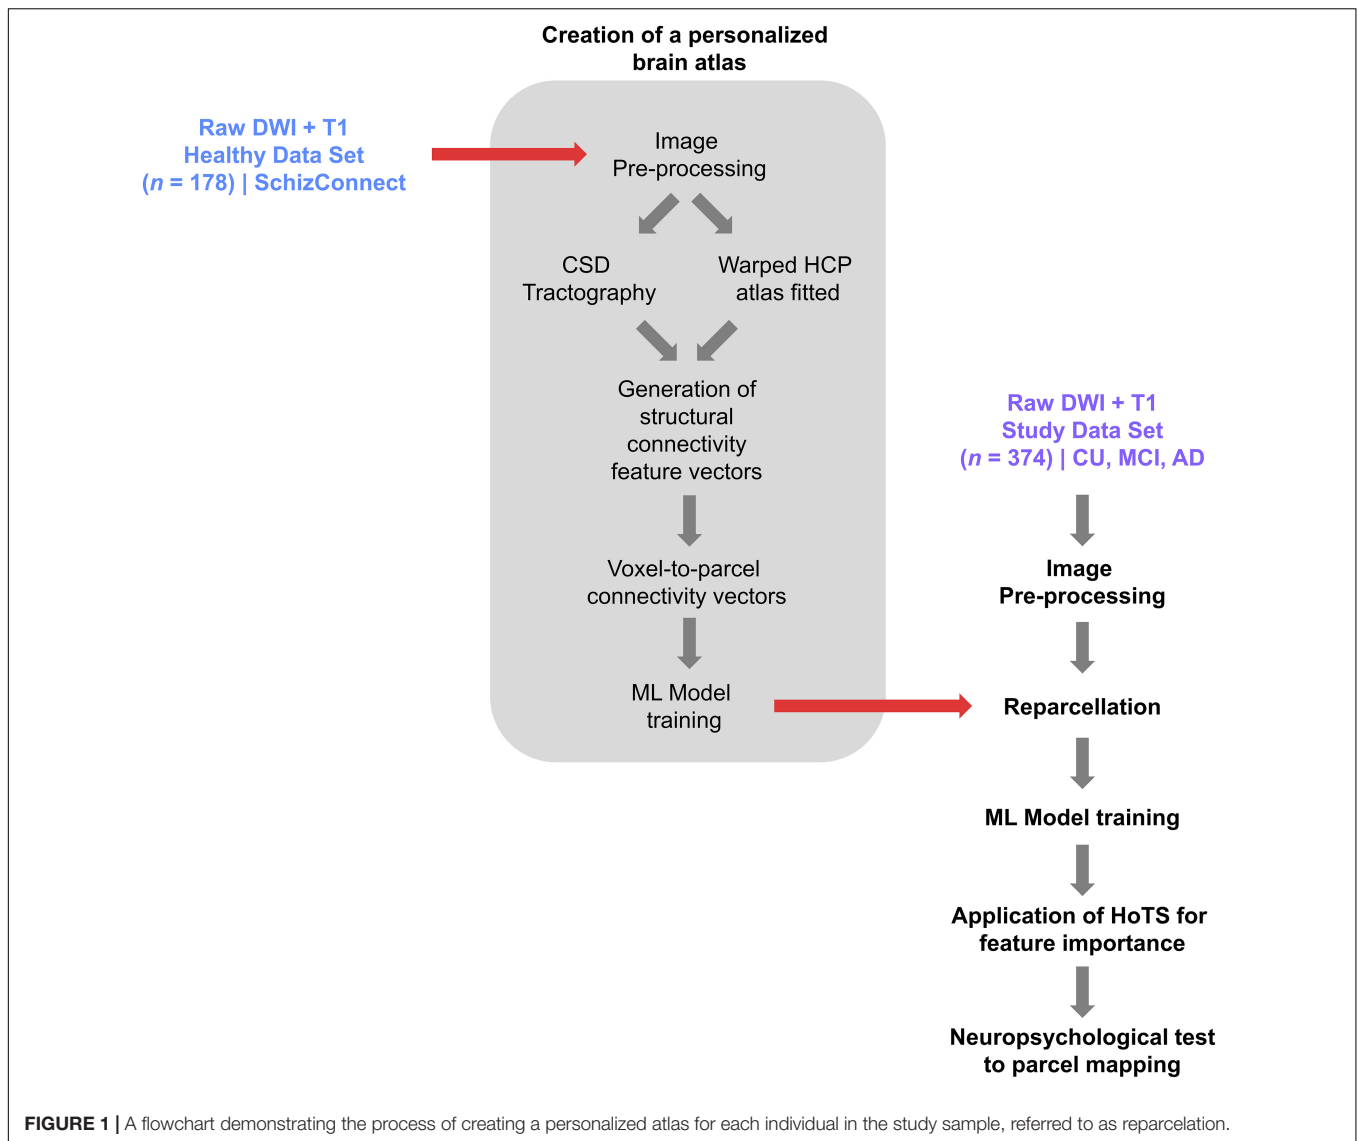 Creation of a personalized
brain atlas
Raw DWI + T1
Healthy Data Set
(n = 178) | SchizConnect
Image
Pre-processing
CSD
Tractography
Warped HCP
atlas fitted
Generation of
structural
connectivity
feature vectors
Voxel-to-parcel
connectivity vectors
ML Model
training
Raw DWI + T1
Study Data Set
(n = 374) | CU, MCI, AD
Image
Pre-processing
Reparcellation
ML Model training
Application of HoTS for
feature importance
Neuropsychological test
to parcel mapping
FIGURE 1 | A flowchart demonstrating the process of creating a personalized atlas for each individual in the study sample, referred to as reparcelation.